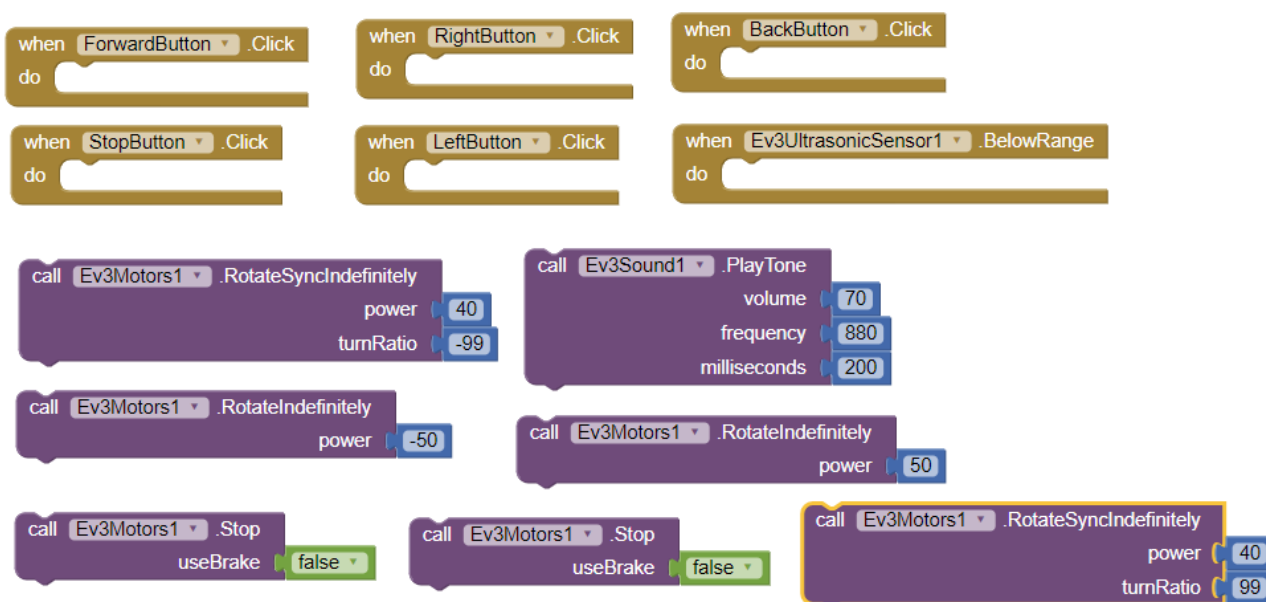 when ForwardButton .Click
do
when RightButton .Click
do
when BackButton .Click
do
when StopButton .Click
do
when LeftButton .Click
do
when Ev3UltrasonicSensor1 .BelowRange
do
call Ev3Motors1 .RotateSyncIndefinitely
power 40
turnRatio -99
call Ev3Sound1 .PlayTone
volume 70
frequency 880
milliseconds 200
call Ev3Motors1 .RotateIndefinitely
power -50
call Ev3Motors1 .RotateIndefinitely
power 50
call Ev3Motors1 .Stop
useBrake false
call Ev3Motors1 .Stop
useBrake false
call Ev3Motors1 .RotateSyncIndefinitely
power 40
turnRatio 99